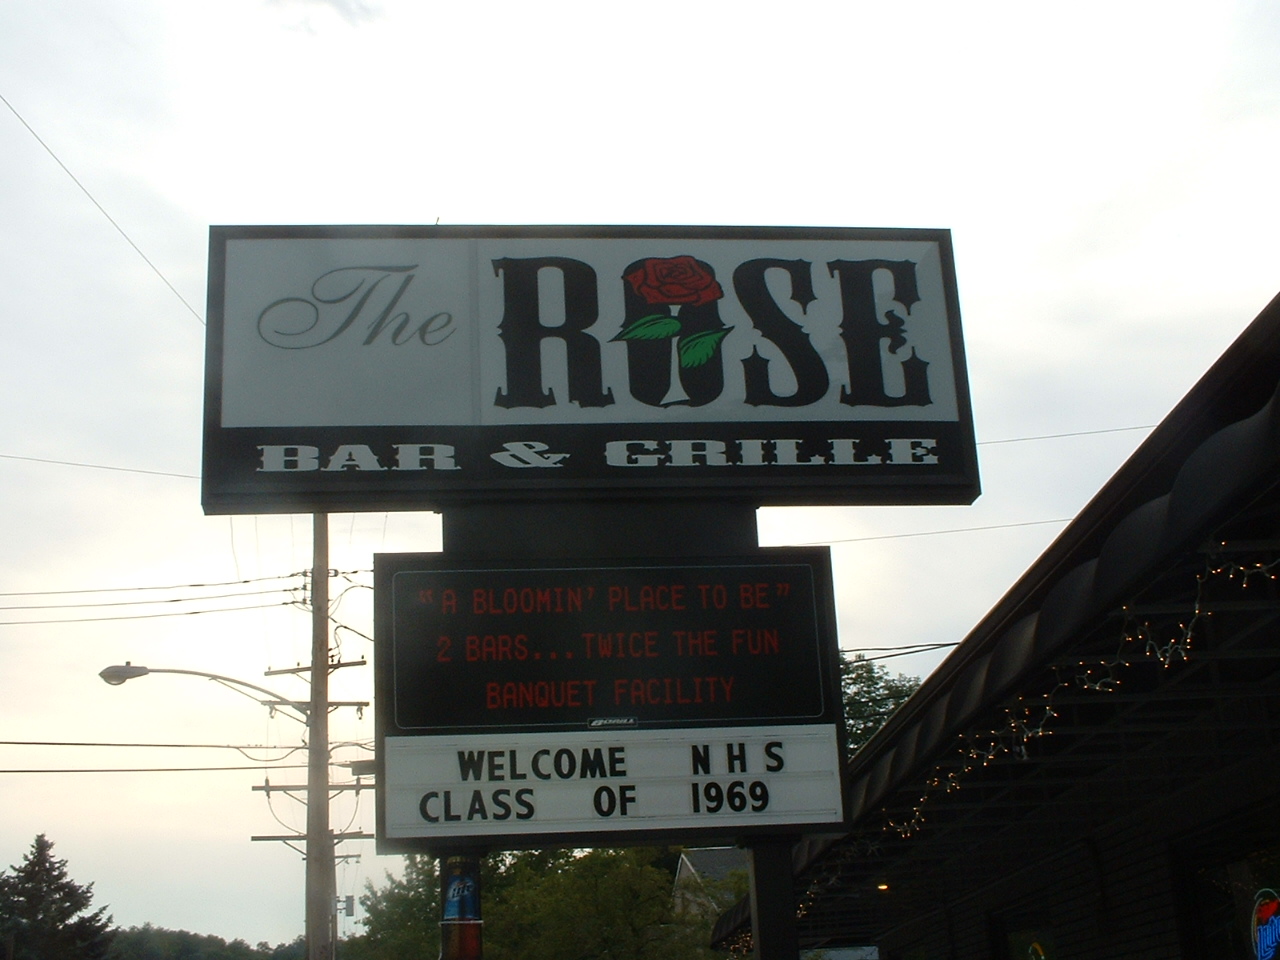 The ROSE
BAR & GRILLE
"A BLOOMIN' PLACE TO BE"
2 BARS...TWICE THE FUN
BANQUET FACILITY
WELCOME NHS
CLASS OF 1969
Lite